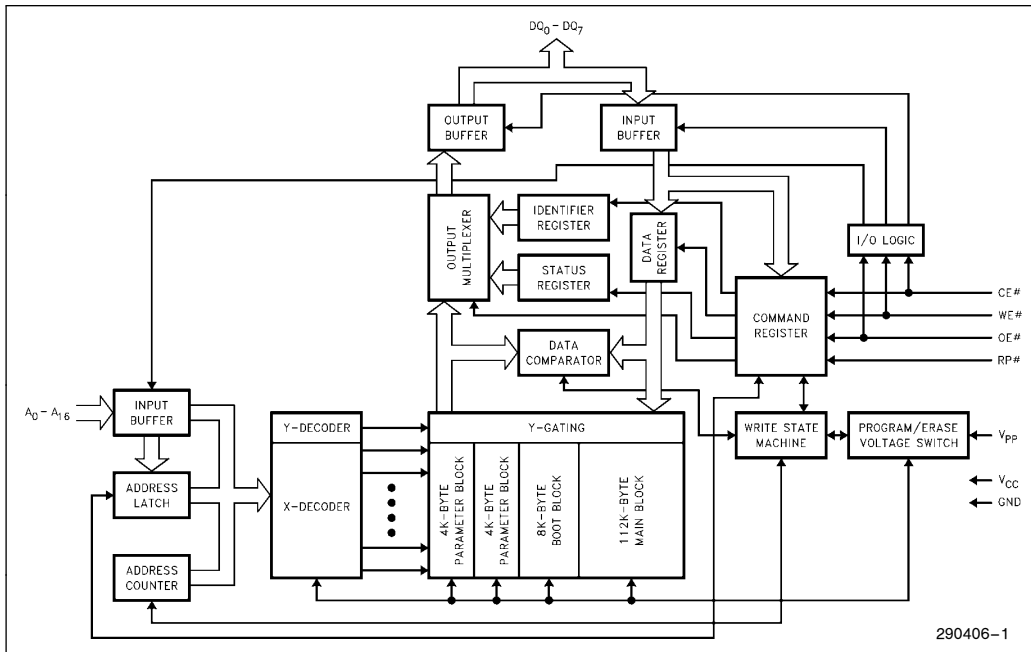 DQ₀ – DQ₇
OUTPUT
BUFFER
INPUT
BUFFER
OUTPUT
MULTIPLEXER
IDENTIFIER
REGISTER
DATA
REGISTER
I/O LOGIC
STATUS
REGISTER
COMMAND
REGISTER
CE#
WE#
OE#
RP#
DATA
COMPARATOR
A₀ – A₁₆
INPUT
BUFFER
Y-DECODER
Y-GATING
WRITE STATE
MACHINE
PROGRAM/ERASE
VOLTAGE SWITCH
VPP
ADDRESS
LATCH
X-DECODER
4K-BYTE
PARAMETER BLOCK
4K-BYTE
PARAMETER BLOCK
8K-BYTE
BOOT BLOCK
112K-BYTE
MAIN BLOCK
VCC
GND
ADDRESS
COUNTER
290406–1